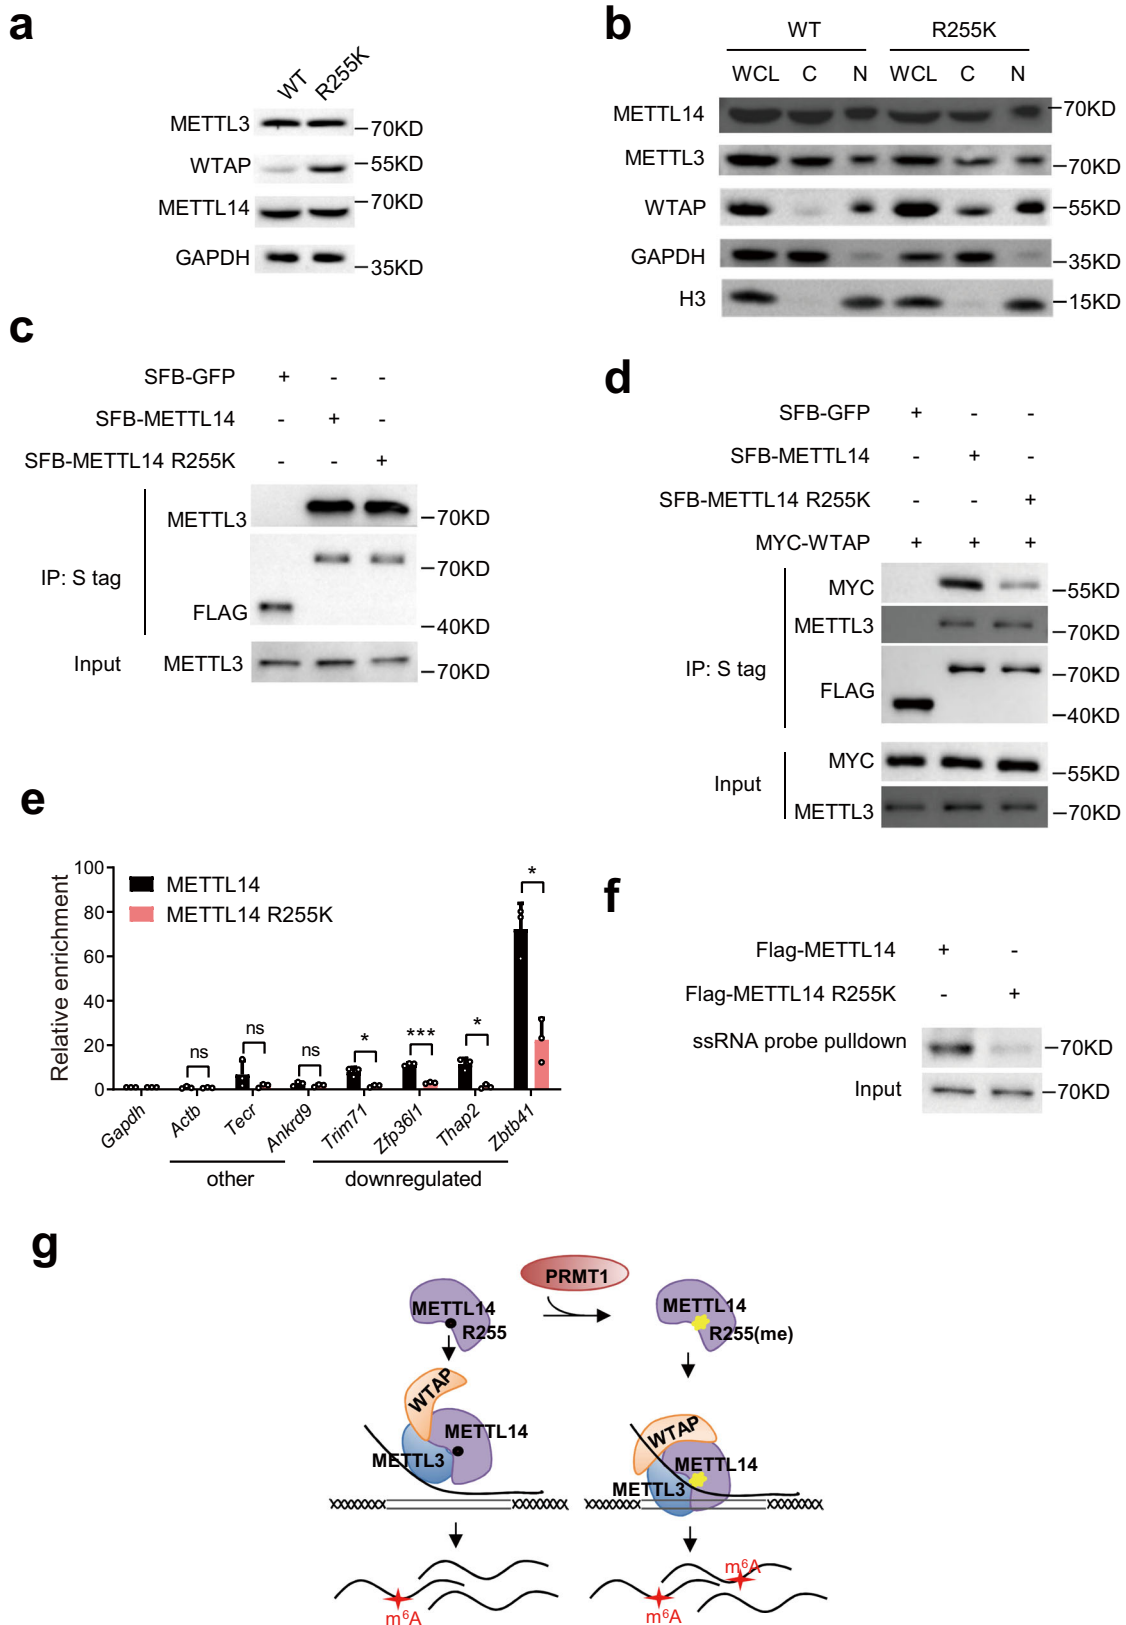 a
WT R255K
METTL3 70KD
WTAP 55KD
METTL14 70KD
GAPDH 35KD
b
WT R255K
WCL C N WCL C N
METTL14 70KD
METTL3 70KD
WTAP 55KD
GAPDH 35KD
H3 15KD
c
SFB-GFP + - -
SFB-METTL14 - + -
SFB-METTL14 R255K - - +
IP: S tag
METTL3 70KD
70KD
FLAG
40KD
Input METTL3 70KD
d
SFB-GFP + - -
SFB-METTL14 - + -
SFB-METTL14 R255K - - +
MYC-WTAP + + +
IP: S tag
MYC 55KD
METTL3 70KD
FLAG 70KD
40KD
Input
MYC 55KD
METTL3 70KD
e
Relative enrichment
100
80
60
40
20
0
METTL14
METTL14 R255K
ns ns ns * *** * *
Gapdh Actb Tecr Ankrd9 Trim71 Zfp36l1 Thap2 Zbtb41
other downregulated
f
Flag-METTL14 + -
Flag-METTL14 R255K - +
ssRNA probe pulldown 70KD
Input 70KD
g
PRMT1
METTL14
R255
METTL14
R255(me)
WTAP
METTL14
METTL3
WTAP
METTL14
METTL3
m6A
m6A
m6A